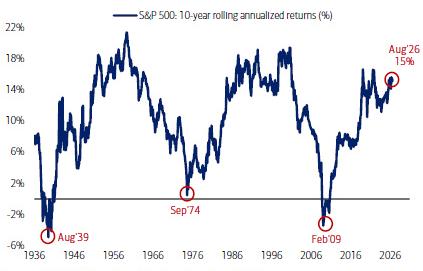 S&P 500: 10-year rolling annualized returns (%)
22%
18%
14%
10%
6%
2%
-2%
-6%
Aug'26
15%
Aug'39
Sep'74
Feb'09
1936 1946 1956 1966 1976 1986 1996 2006 2016 2026